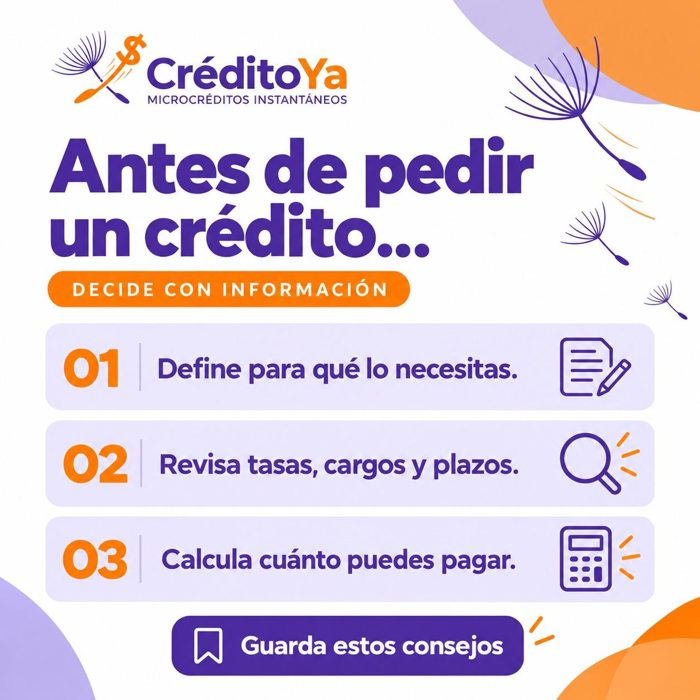 CréditoYa
MICROCRÉDITOS INSTANTÁNEOS
Antes de pedir
un crédito...
DECIDE CON INFORMACIÓN
01 Define para qué lo necesitas.
02 Revisa tasas, cargos y plazos.
03 Calcula cuánto puedes pagar.
Guarda estos consejos